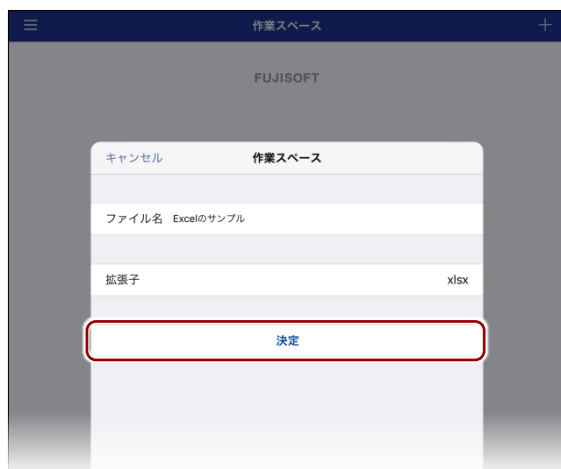 作業スペース
FUJISOFT
キャンセル 作業スペース
ファイル名 Excelのサンプル
拡張子 xlsx
決定